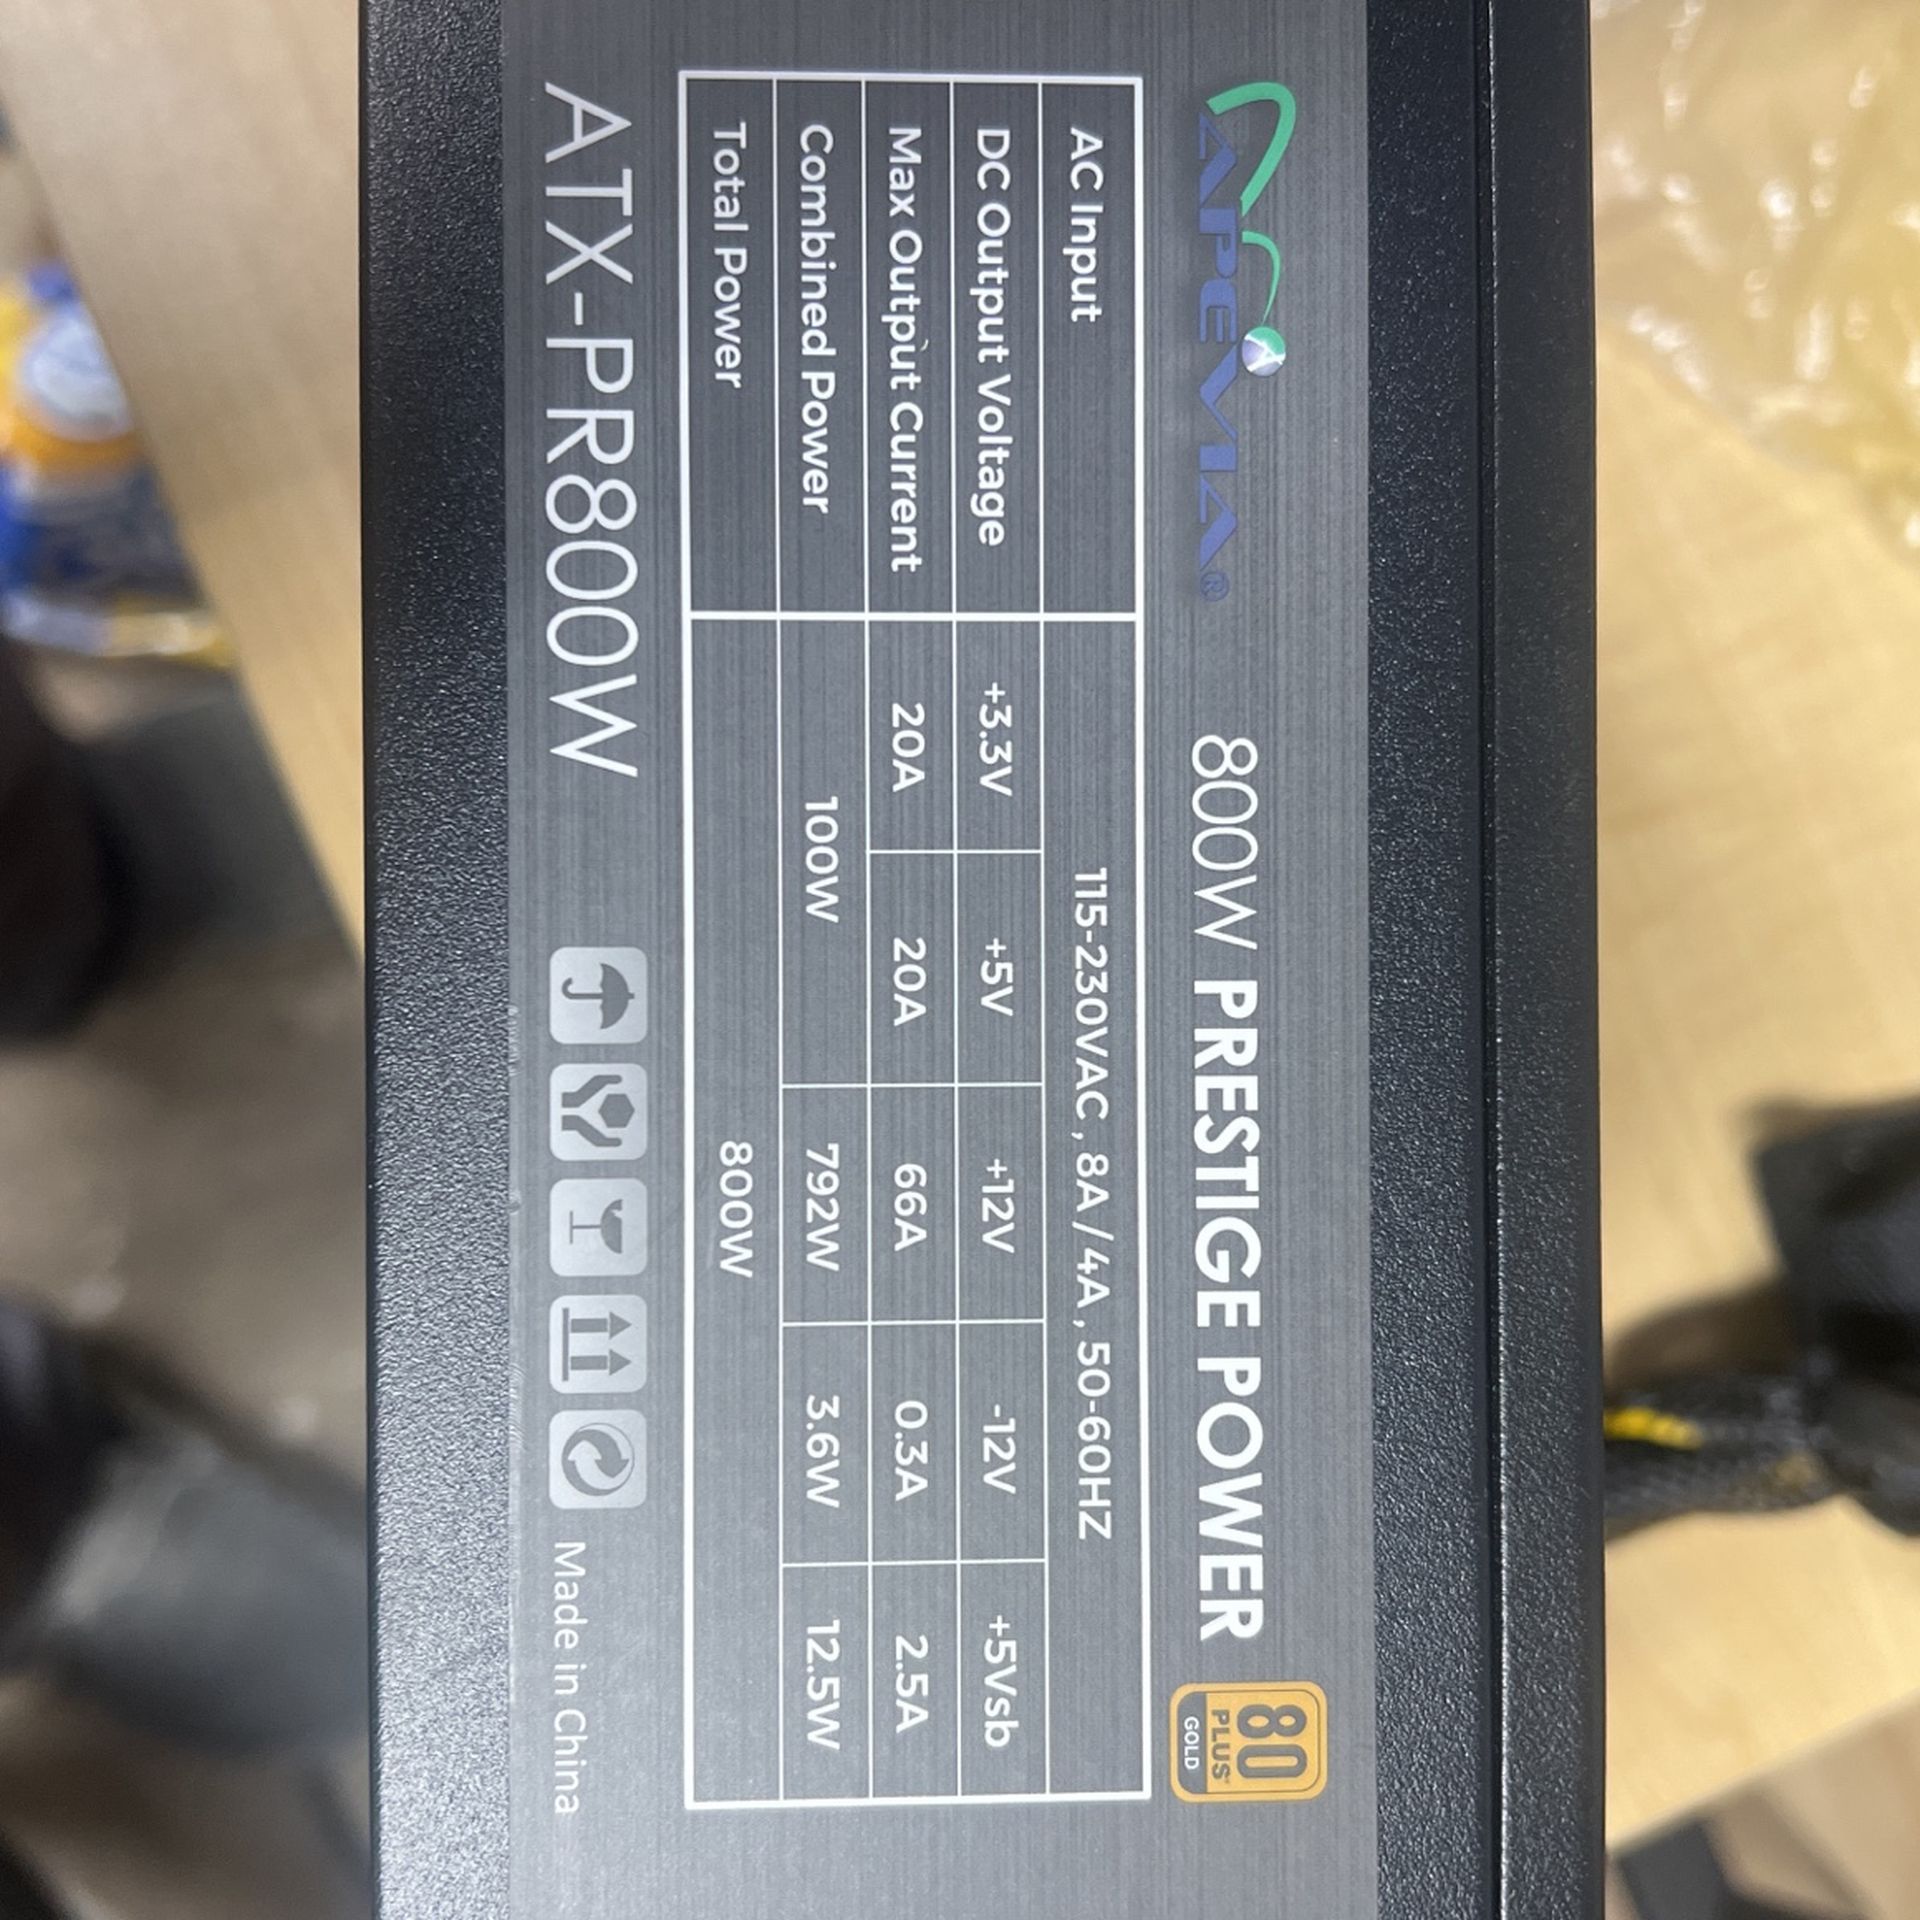 APEVIA® 800W PRESTIGE POWER 80 PLUS GOLD
AC Input 115-230VAC, 8A/4A, 50-60HZ
DC Output Voltage +3.3V +5V +12V -12V +5Vsb
Max Output Current 20A 20A 66A 0.3A 2.5A
Combined Power 100W 792W 3.6W 12.5W
Total Power 800W
ATX-PR800W Made in China